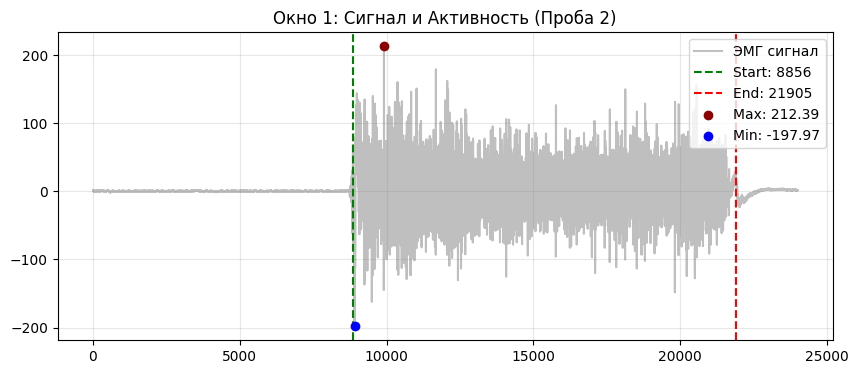 Окно 1: Сигнал и Активность (Проба 2)
ЭМГ сигнал
Start: 8856
End: 21905
Max: 212.39
Min: -197.97
200
100
0
−100
−200
0 5000 10000 15000 20000 25000